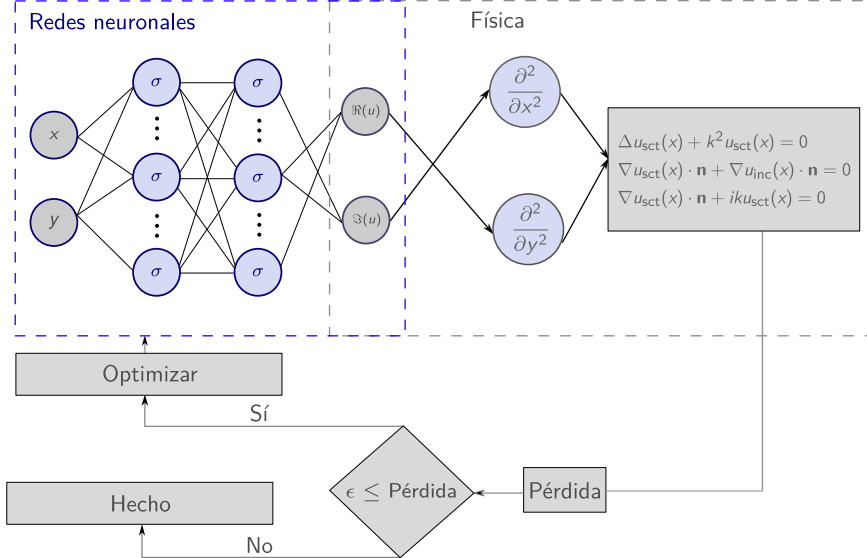 Redes neuronales
Física
x
y
σ
σ
σ
σ
σ
σ
ℜ(u)
ℑ(u)
∂²/∂x²
∂²/∂y²
Δu_sct(x) + k²u_sct(x) = 0
∇u_sct(x) · n + ∇u_inc(x) · n = 0
∇u_sct(x) · n + iku_sct(x) = 0
Optimizar
Sí
ϵ ≤ Pérdida
Pérdida
Hecho
No